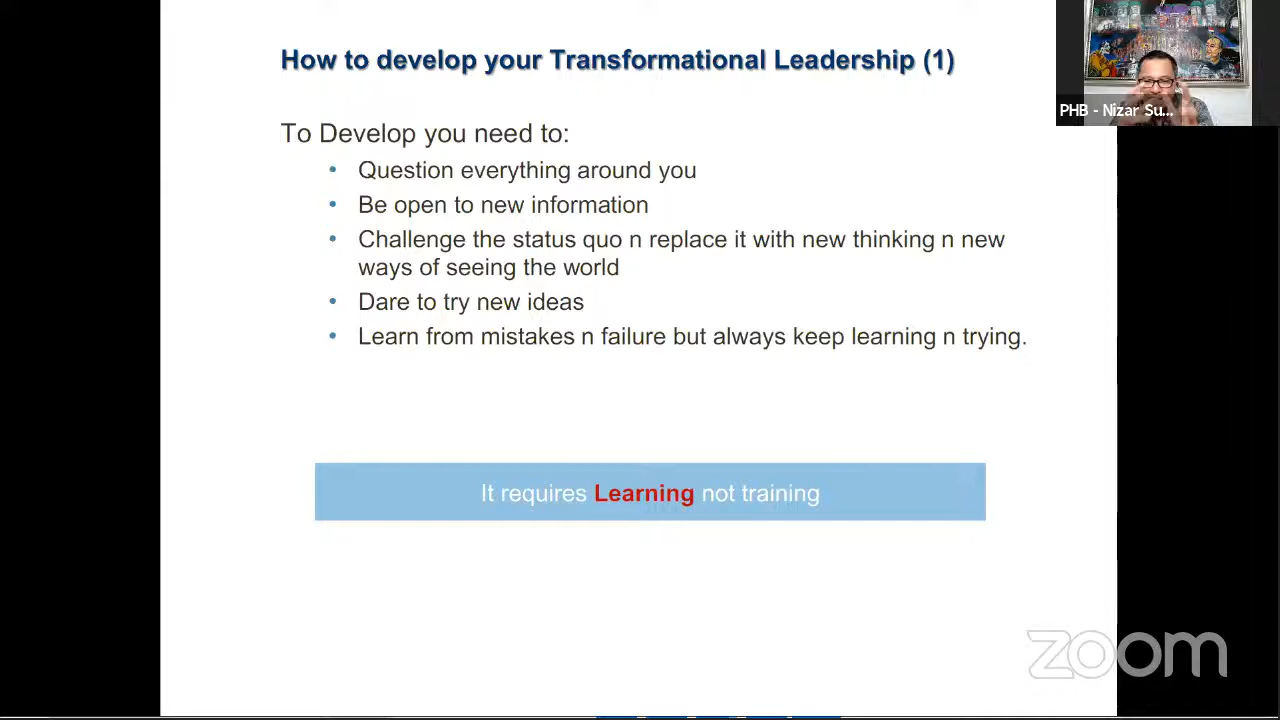 How to develop your Transformational Leadership (1)
PHB - Nizar Su...
To Develop you need to:
• Question everything around you
• Be open to new information
• Challenge the status quo n replace it with new thinking n new
ways of seeing the world
• Dare to try new ideas
• Learn from mistakes n failure but always keep learning n trying.
It requires Learning not training
zoom